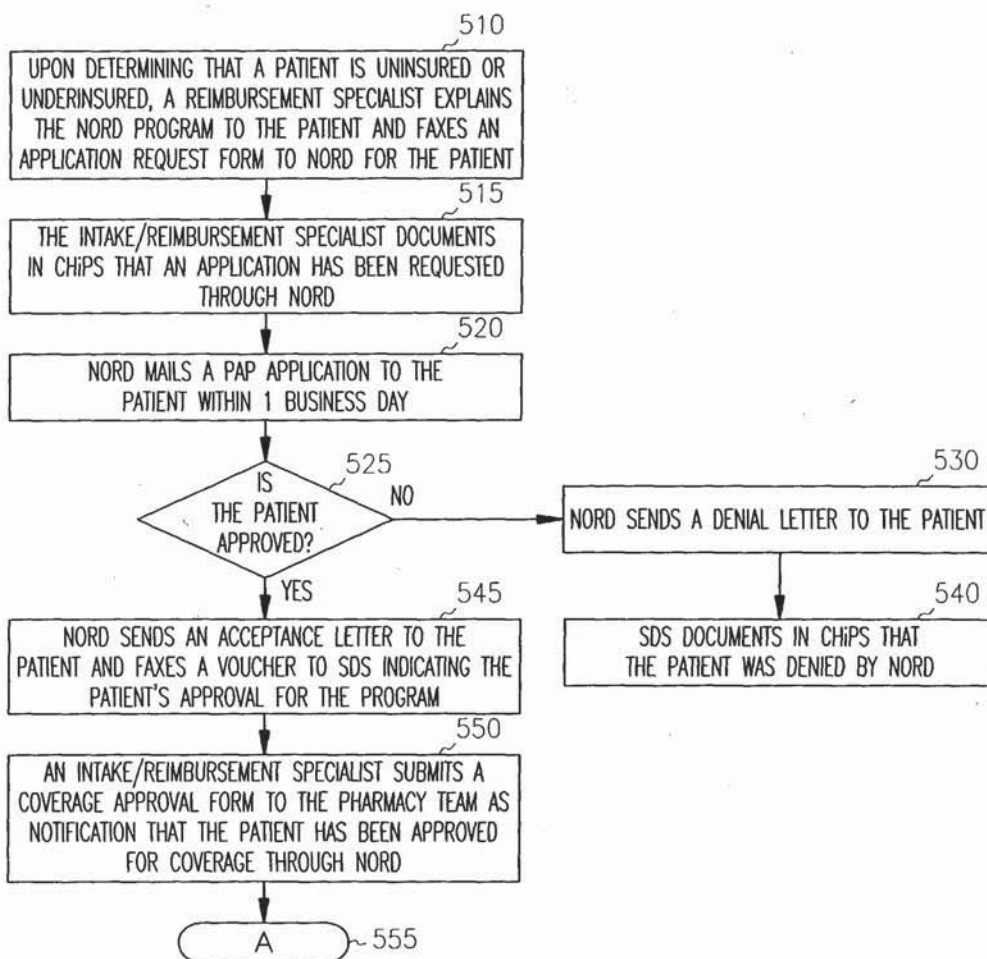 510
UPON DETERMINING THAT A PATIENT IS UNINSURED OR
UNDERINSURED, A REIMBURSEMENT SPECIALIST EXPLAINS
THE NORD PROGRAM TO THE PATIENT AND FAXES AN
APPLICATION REQUEST FORM TO NORD FOR THE PATIENT
515
THE INTAKE/REIMBURSEMENT SPECIALIST DOCUMENTS
IN CHiPS THAT AN APPLICATION HAS BEEN REQUESTED
THROUGH NORD
520
NORD MAILS A PAP APPLICATION TO THE
PATIENT WITHIN 1 BUSINESS DAY
525
IS
THE PATIENT
APPROVED?
NO
530
NORD SENDS A DENIAL LETTER TO THE PATIENT
540
SDS DOCUMENTS IN CHiPS THAT
THE PATIENT WAS DENIED BY NORD
YES
545
NORD SENDS AN ACCEPTANCE LETTER TO THE
PATIENT AND FAXES A VOUCHER TO SDS INDICATING THE
PATIENT'S APPROVAL FOR THE PROGRAM
550
AN INTAKE/REIMBURSEMENT SPECIALIST SUBMITS A
COVERAGE APPROVAL FORM TO THE PHARMACY TEAM AS
NOTIFICATION THAT THE PATIENT HAS BEEN APPROVED
FOR COVERAGE THROUGH NORD
A
555